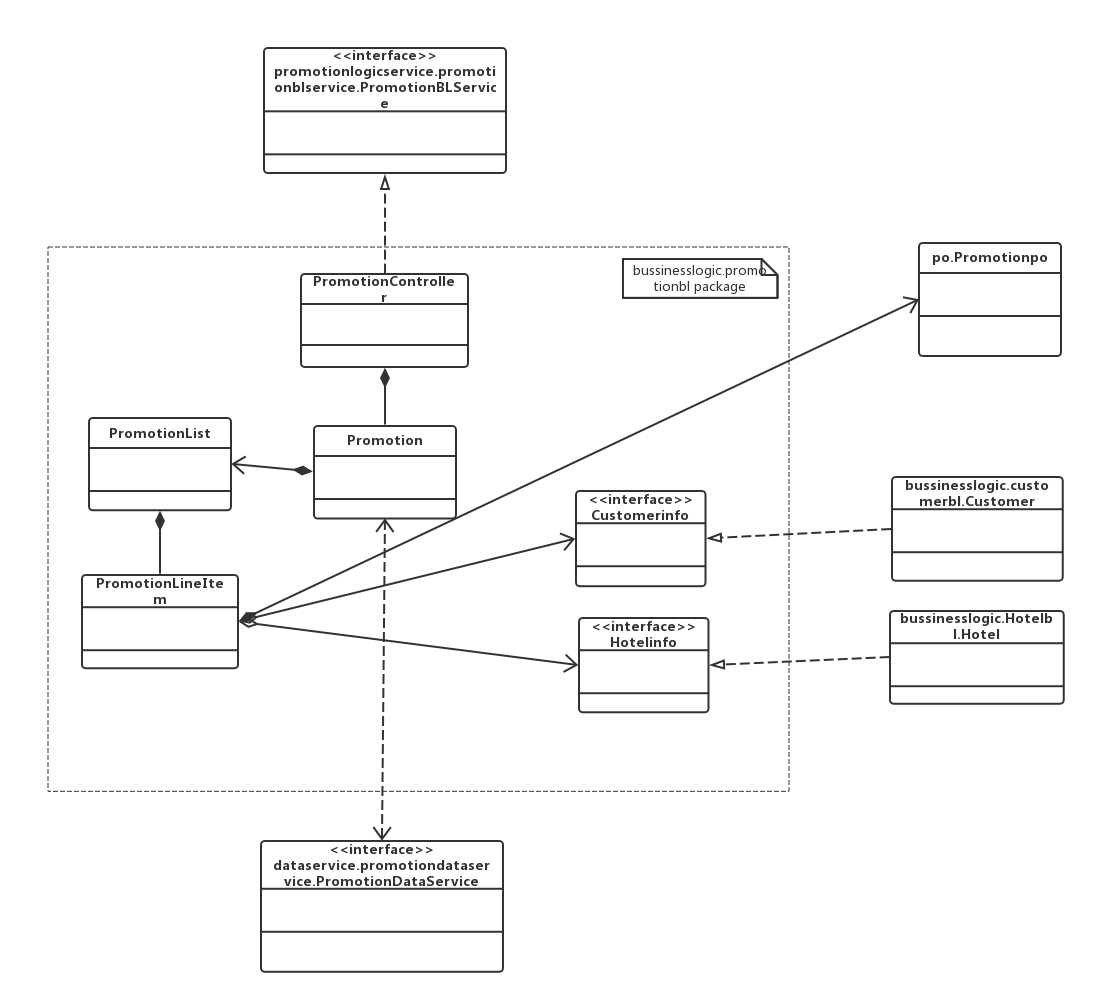 <<interface>>
promotionlogicservice.promoti
onblservice.PromotionBLServic
e
bussinesslogic.promo
tionbl package
po.Promotionpo
PromotionControlle
r
PromotionList
Promotion
<<interface>>
Customerinfo
bussinesslogic.custo
merbl.Customer
PromotionLineIte
m
<<interface>>
Hotelinfo
bussinesslogic.Hotelb
l.Hotel
<<interface>>
dataservice.promotiondataser
vice.PromotionDataService